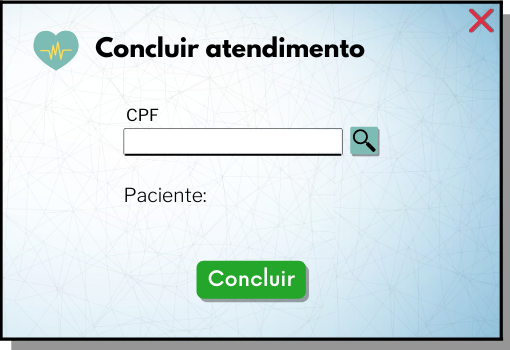 Concluir atendimento
CPF
Paciente:
Concluir